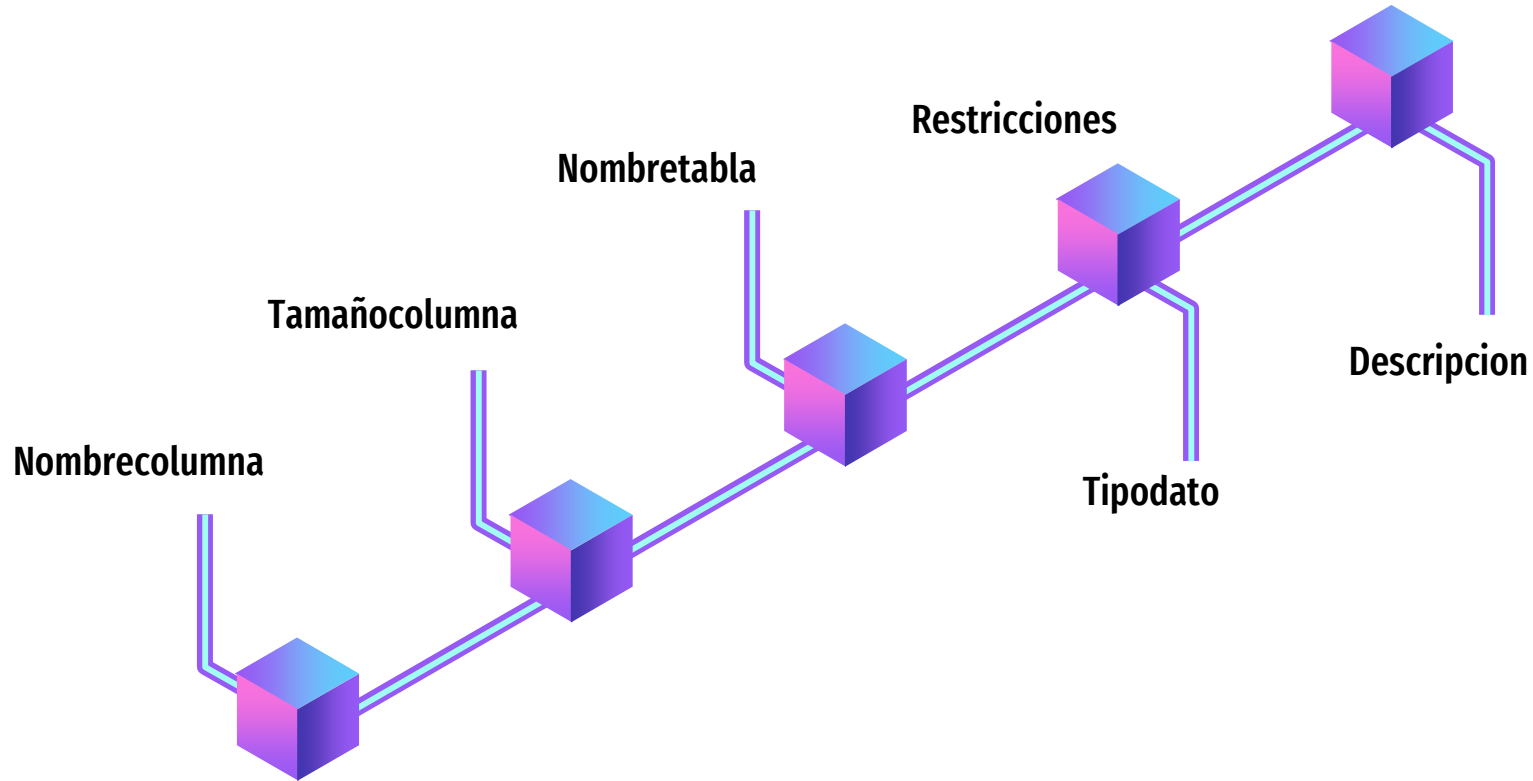 Restricciones
Nombretabla
Tamañocolumna
Descripcion
Nombrecolumna
Tipodato